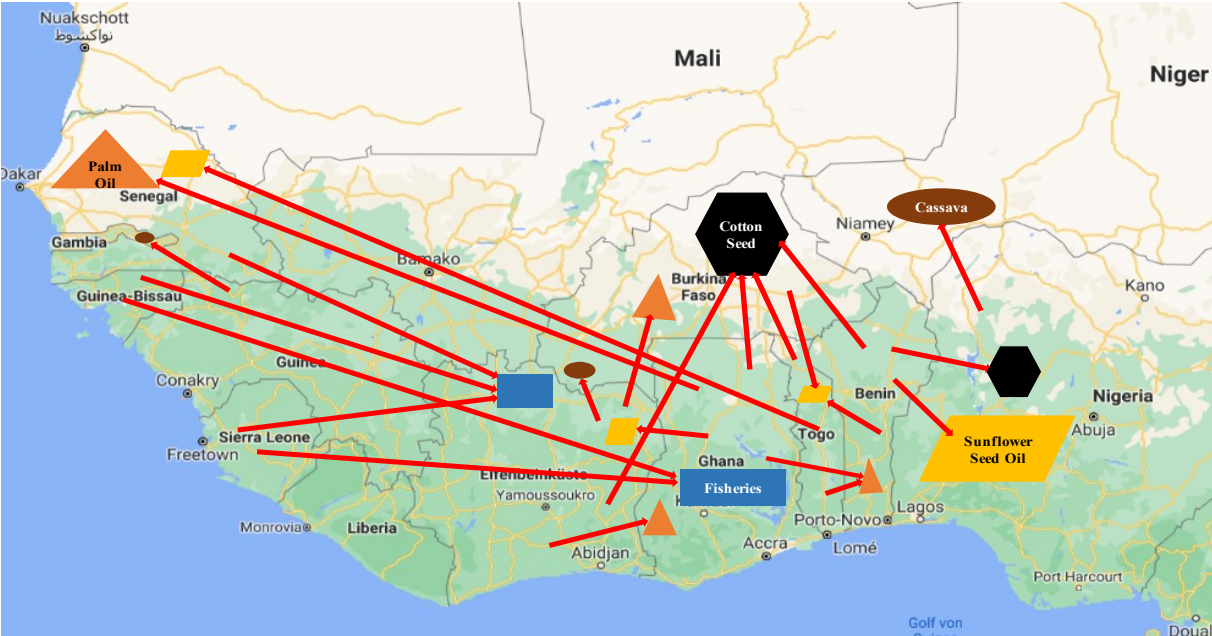 Nuakschott
نواكشوط
Mali
Niger
Palm
Oil
Dakar
Senegal
Cassava
Cotton
Seed
Niamey
Gambia
Bamako
Burkina
Faso
Kano
Guinea-Bissau
Guinea
Conakry
Benin
Nigeria
Abuja
Togo
Sierra Leone
Freetown
Sunflower
Seed Oil
Ghana
Elfenbeinküste
Yamoussoukro
Fisheries
Lagos
Porto-Novo
Monrovia
Liberia
Abidjan
Accra
Lomé
Port Harcourt
Golf von